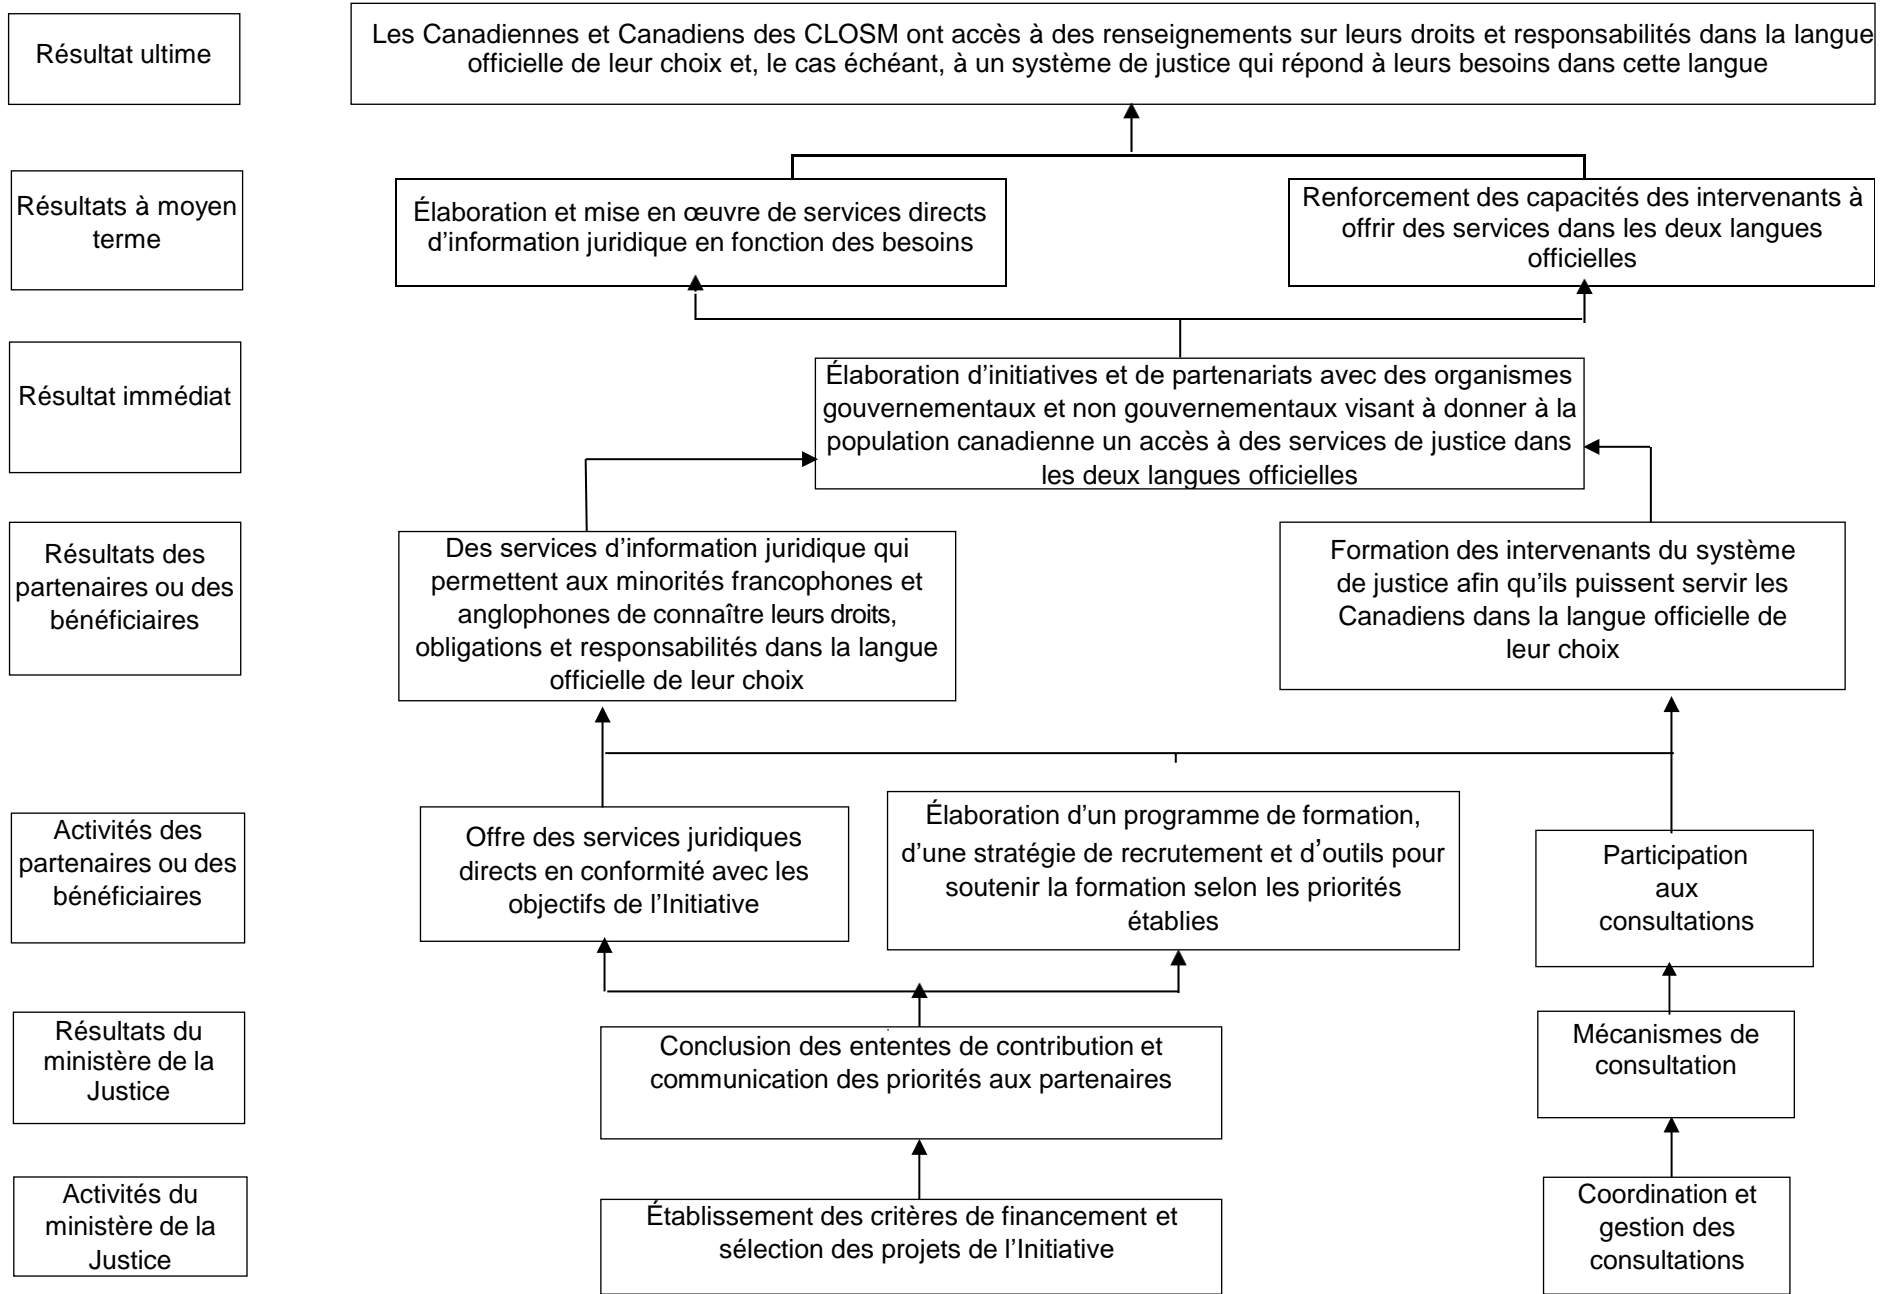 Résultat ultime
Les Canadiennes et Canadiens des CLOSM ont accès à des renseignements sur leurs droits et responsabilités dans la langue
officielle de leur choix et, le cas échéant, à un système de justice qui répond à leurs besoins dans cette langue
Résultats à moyen
terme
Élaboration et mise en œuvre de services directs
d’information juridique en fonction des besoins
Renforcement des capacités des intervenants à
offrir des services dans les deux langues
officielles
Résultat immédiat
Élaboration d’initiatives et de partenariats avec des organismes
gouvernementaux et non gouvernementaux visant à donner à la
population canadienne un accès à des services de justice dans
les deux langues officielles
Résultats des
partenaires ou des
bénéficiaires
Des services d’information juridique qui
permettent aux minorités francophones et
anglophones de connaître leurs droits,
obligations et responsabilités dans la langue
officielle de leur choix
Formation des intervenants du système
de justice afin qu’ils puissent servir les
Canadiens dans la langue officielle de
leur choix
Activités des
partenaires ou des
bénéficiaires
Offre des services juridiques
directs en conformité avec les
objectifs de l’Initiative
Élaboration d’un programme de formation,
d’une stratégie de recrutement et d’outils pour
soutenir la formation selon les priorités
établies
Participation
aux
consultations
Résultats du
ministère de la
Justice
Conclusion des ententes de contribution et
communication des priorités aux partenaires
Mécanismes de
consultation
Activités du
ministère de la
Justice
Établissement des critères de financement et
sélection des projets de l’Initiative
Coordination et
gestion des
consultations